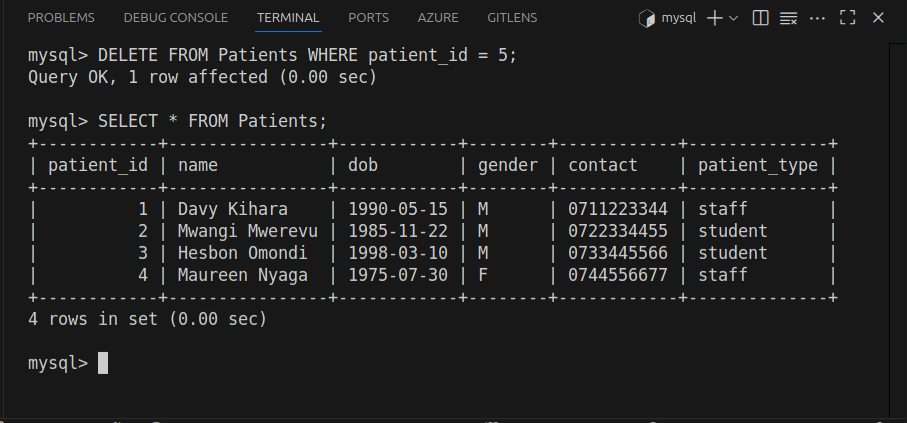 PROBLEMS DEBUG CONSOLE TERMINAL PORTS AZURE GITLENS mysql
mysql> DELETE FROM Patients WHERE patient_id = 5;
Query OK, 1 row affected (0.00 sec)
mysql> SELECT * FROM Patients;
+------------+----------------+------------+--------+------------+--------------+
| patient_id | name           | dob        | gender | contact    | patient_type |
+------------+----------------+------------+--------+------------+--------------+
|          1 | Davy Kihara    | 1990-05-15 | M      | 0711223344 | staff        |
|          2 | Mwangi Mwerevu | 1985-11-22 | M      | 0722334455 | student      |
|          3 | Hesbon Omondi  | 1998-03-10 | M      | 0733445566 | student      |
|          4 | Maureen Nyaga  | 1975-07-30 | F      | 0744556677 | staff        |
+------------+----------------+------------+--------+------------+--------------+
4 rows in set (0.00 sec)
mysql>